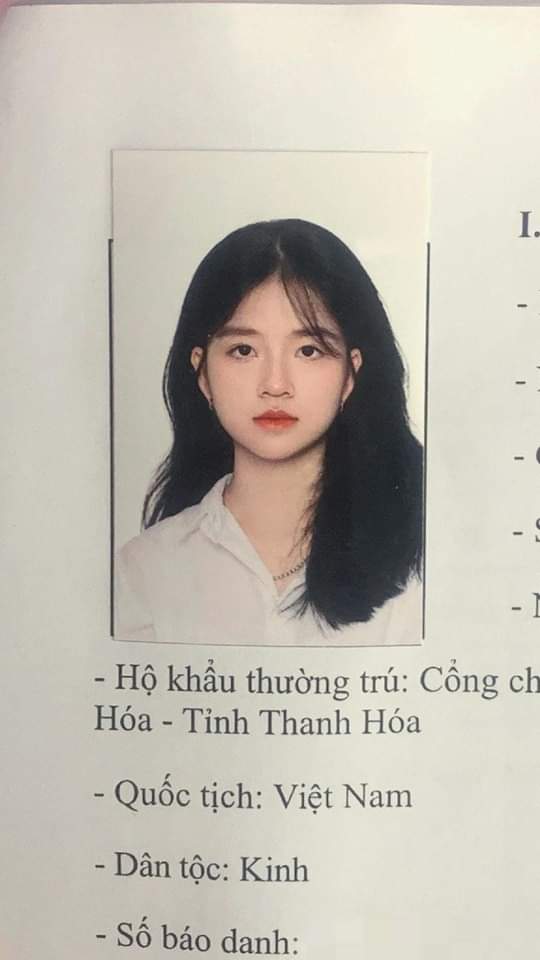 I.
-
-
-
-
-
- Hộ khẩu thường trú: Cổng
Hóa - Tỉnh Thanh Hóa
- Quốc tịch: Việt Nam
- Dân tộc: Kinh
- Số báo danh: